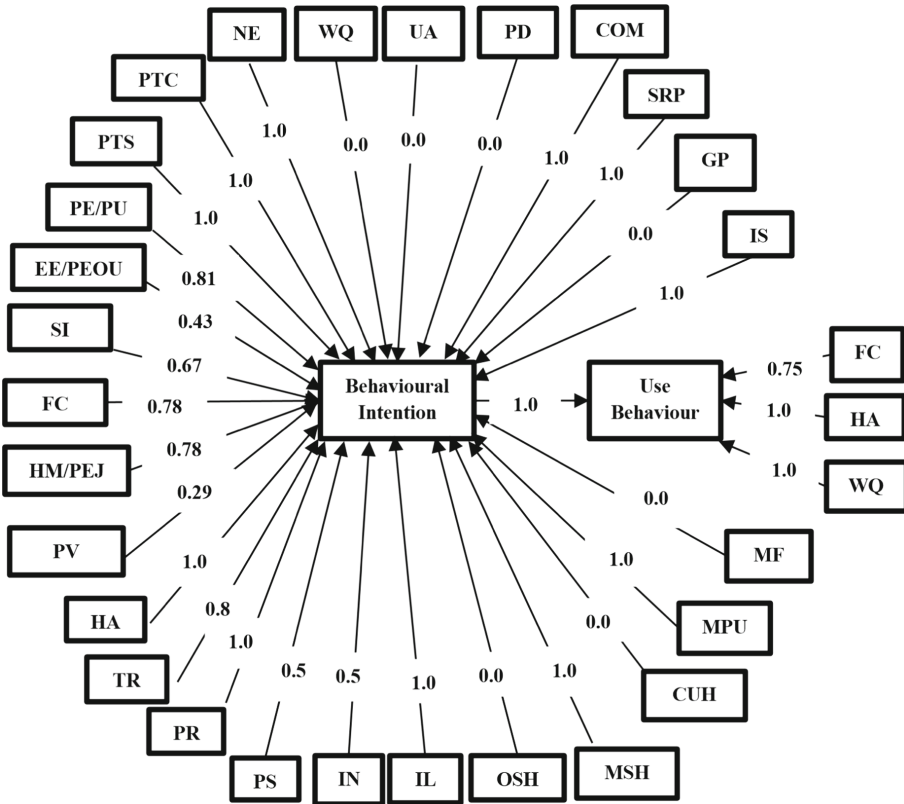 NE
WQ
UA
PD
COM
PTC
SRP
PTS
1.0
0.0
0.0
0.0
1.0
GP
1.0
1.0
PE/PU
1.0
0.0
IS
EE/PEOU
0.81
1.0
SI
0.43
0.67
FC
0.78
Behavioural
Intention
1.0
Use
Behaviour
0.75
FC
1.0
HA
HM/PEJ
0.78
1.0
WQ
0.29
0.0
PV
MF
1.0
1.0
HA
0.8
1.0
0.0
MPU
TR
0.5
0.5
1.0
0.0
1.0
CUH
PR
PS
IN
IL
OSH
MSH